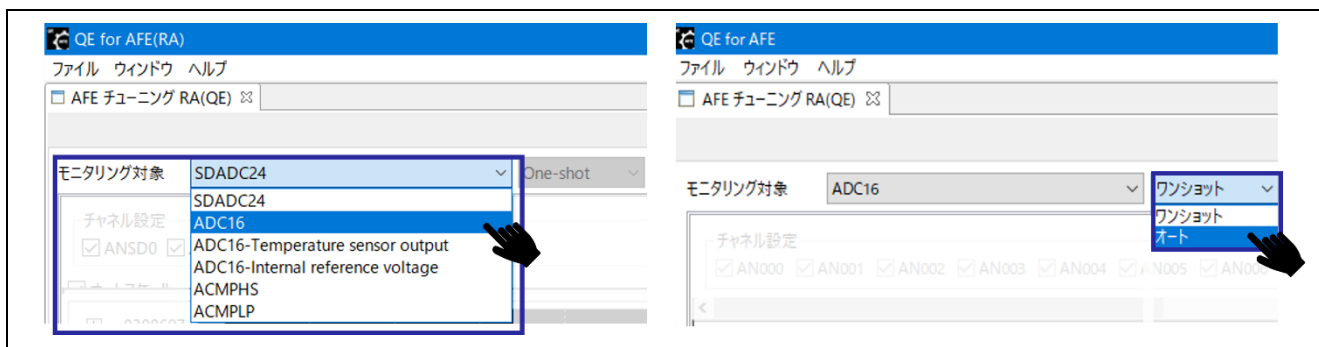 QE for AFE(RA)
ファイル ウィンドウ ヘルプ
AFE チューニング RA(QE)
モニタリング対象 SDADC24 One-shot
SDADC24
チャネル設定 ADC16
ANSD0 ADC16-Temperature sensor output
ADC16-Internal reference voltage
ACMPHS
ACMPLP
QE for AFE
ファイル ウィンドウ ヘルプ
AFE チューニング RA(QE)
モニタリング対象 ADC16 ワンショット
ワンショット
チャネル設定 オート
AN000 AN001 AN002 AN003 AN004 AN005 AN006